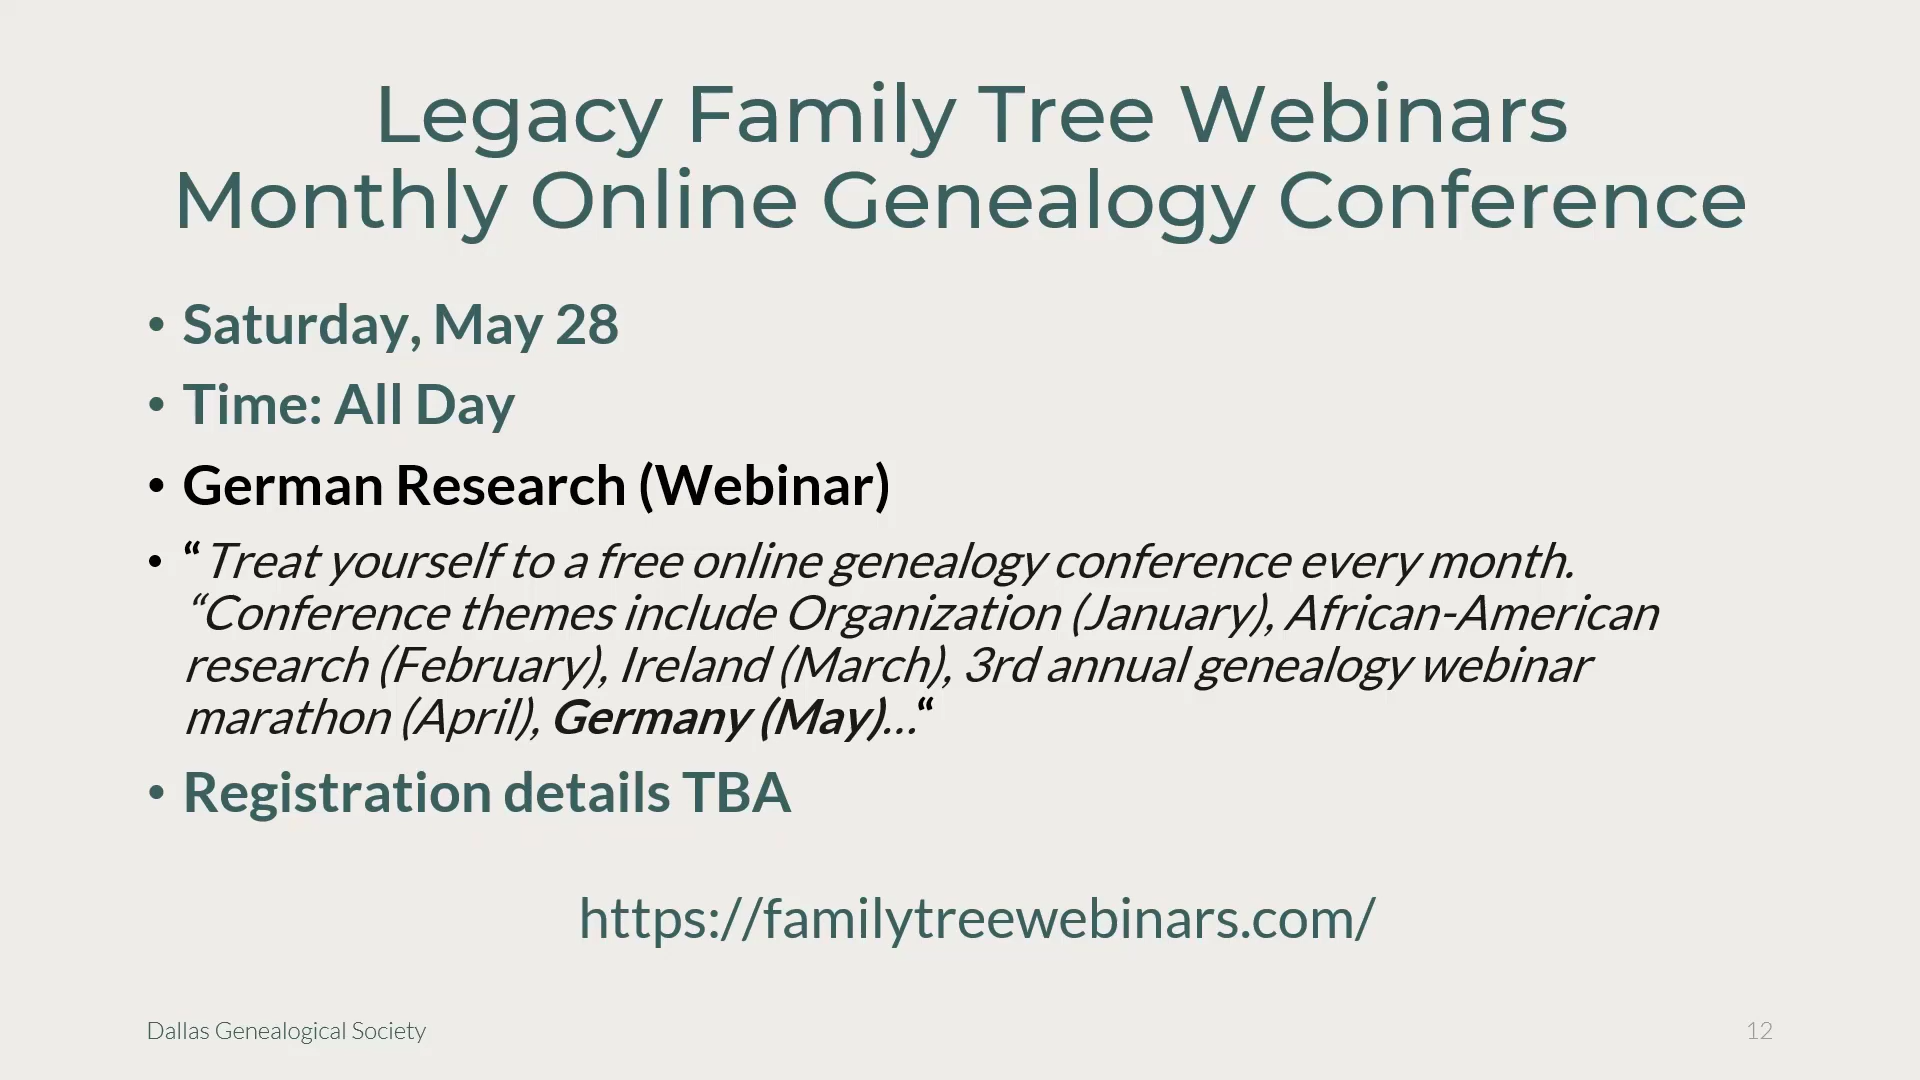 Legacy Family Tree Webinars
Monthly Online Genealogy Conference
• Saturday, May 28
• Time: All Day
• German Research (Webinar)
• “Treat yourself to a free online genealogy conference every month.
“Conference themes include Organization (January), African-American
research (February), Ireland (March), 3rd annual genealogy webinar
marathon (April), Germany (May)…“
• Registration details TBA
https://familytreewebinars.com/
Dallas Genealogical Society
12